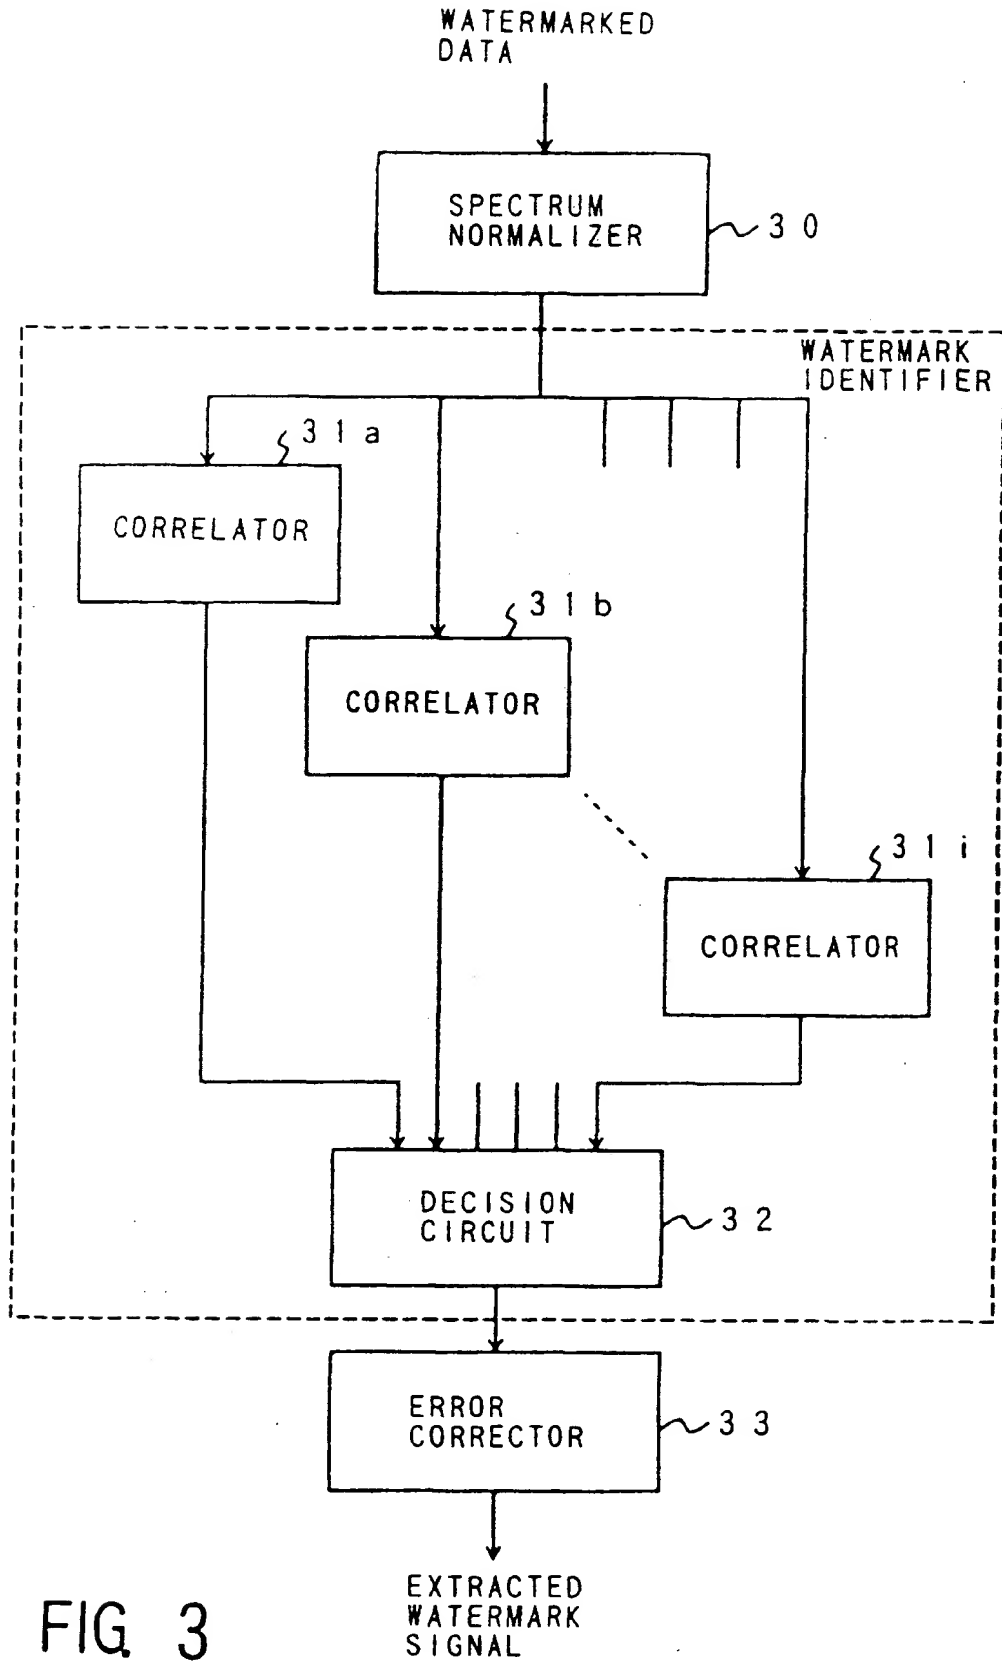 WATERMARKED
DATA
SPECTRUM
NORMALIZER
30
WATERMARK
IDENTIFIER
31a
CORRELATOR
31b
CORRELATOR
31i
CORRELATOR
DECISION
CIRCUIT
32
ERROR
CORRECTOR
33
EXTRACTED
WATERMARK
SIGNAL
FIG. 3